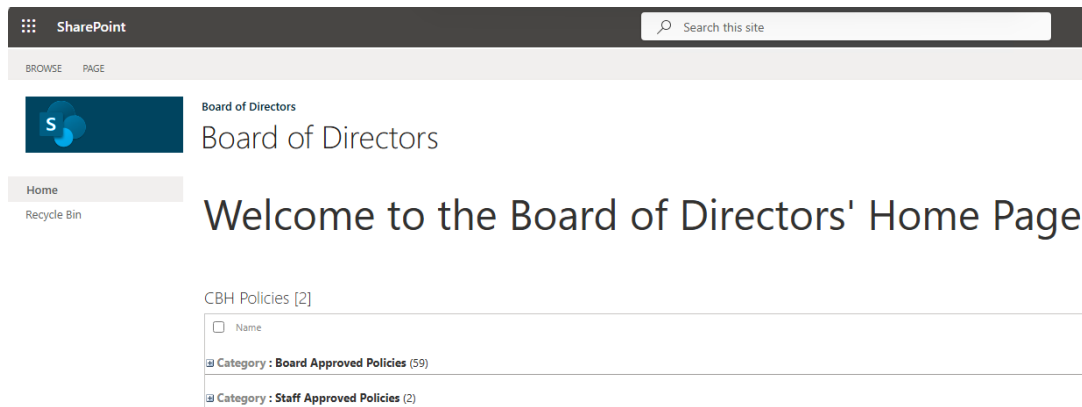 SharePoint
Search this site
BROWSE PAGE
S
Board of Directors
Board of Directors
Home
Recycle Bin
Welcome to the Board of Directors' Home Page
CBH Policies [2]
Name
Category : Board Approved Policies (59)
Category : Staff Approved Policies (2)